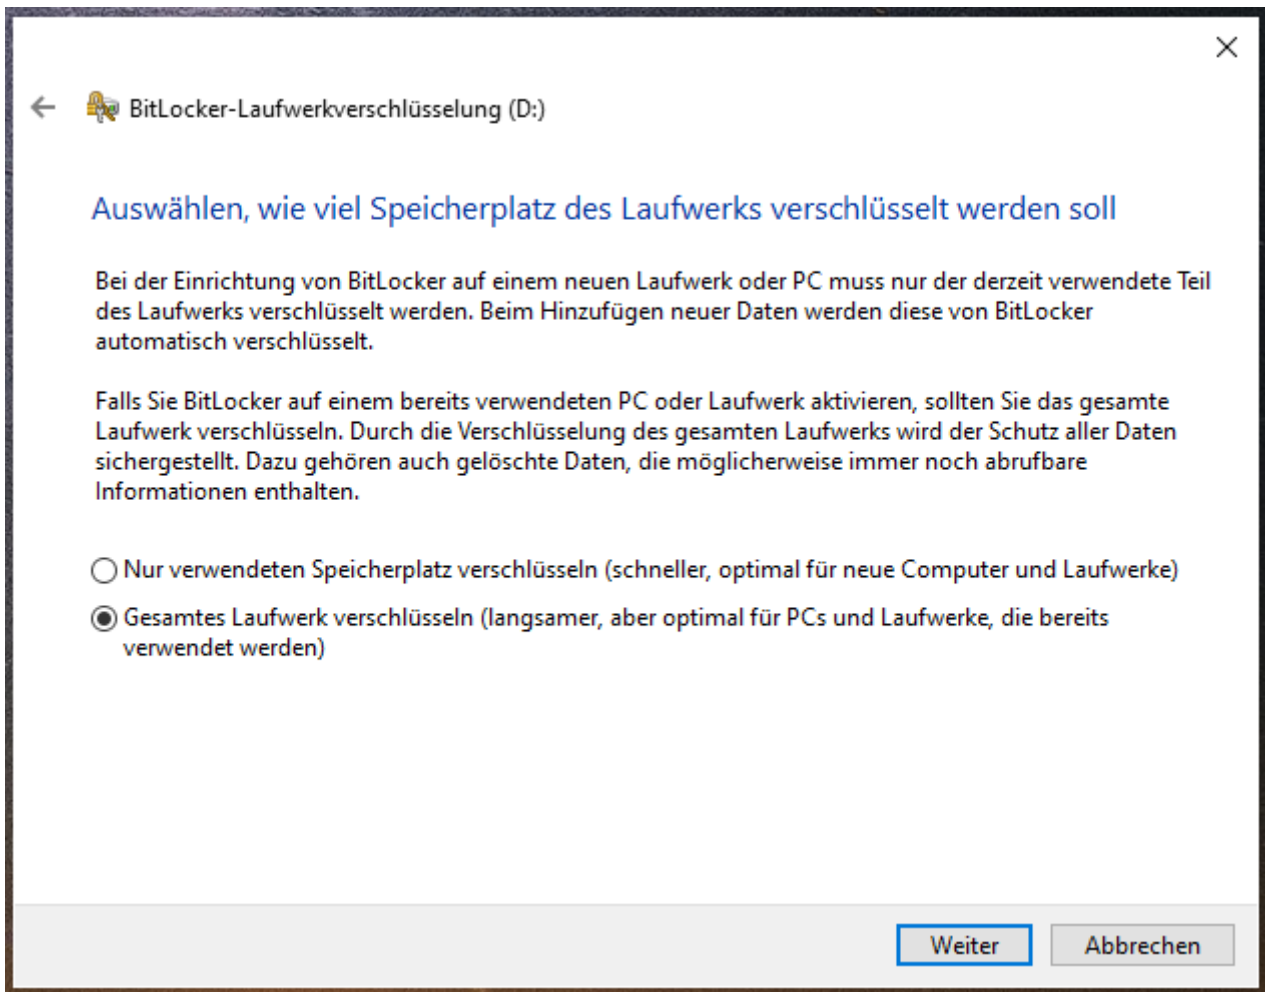 BitLocker-Laufwerkverschlüsselung (D:)
Auswählen, wie viel Speicherplatz des Laufwerks verschlüsselt werden soll
Bei der Einrichtung von BitLocker auf einem neuen Laufwerk oder PC muss nur der derzeit verwendete Teil
des Laufwerks verschlüsselt werden. Beim Hinzufügen neuer Daten werden diese von BitLocker
automatisch verschlüsselt.
Falls Sie BitLocker auf einem bereits verwendeten PC oder Laufwerk aktivieren, sollten Sie das gesamte
Laufwerk verschlüsseln. Durch die Verschlüsselung des gesamten Laufwerks wird der Schutz aller Daten
sichergestellt. Dazu gehören auch gelöschte Daten, die möglicherweise immer noch abrufbare
Informationen enthalten.
Nur verwendeten Speicherplatz verschlüsseln (schneller, optimal für neue Computer und Laufwerke)
Gesamtes Laufwerk verschlüsseln (langsamer, aber optimal für PCs und Laufwerke, die bereits
verwendet werden)
Weiter
Abbrechen